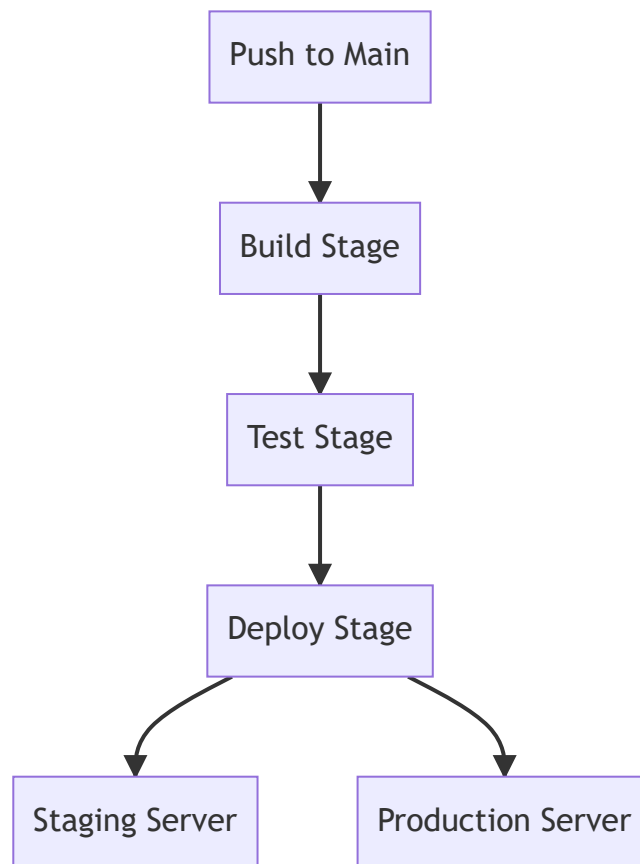 Push to Main
Build Stage
Test Stage
Deploy Stage
Staging Server
Production Server